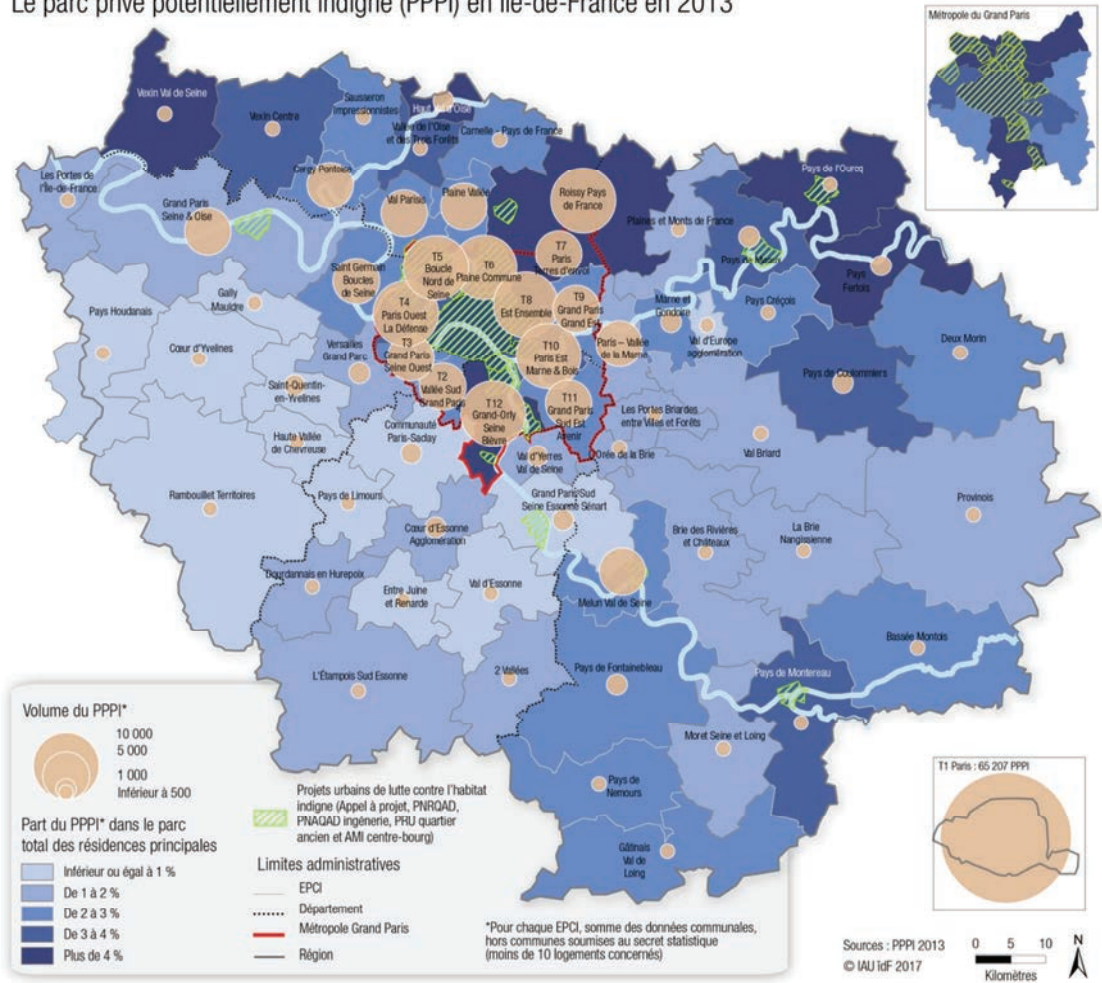 Le parc privé potentiellement indigne (PPPI) en Île-de-France en 2013
Métropole du Grand Paris
Vexin Val de Seine
Vexin Centre
Sausseron
Impressionnistes
Vallée de l'Oise
et des Trois Forêts
Carnelle - Pays de France
Les Portes de
l'Île-de-France
Grand Paris
Seine & Oise
Cergy Pontoise
Val Parisis
Plaine Vallée
Roissy Pays
de France
Plaines et Monts de France
Pays de l'Ourcq
Pays de Meaux
Pays
Fertois
T5
Boucle
Nord de
Seine
T6
Plaine Commune
T7
Paris
Terres d'envol
Saint Germain
Boucles
de Seine
T4
Paris Ouest
La Défense
T8
Est Ensemble
T9
Grand Paris
Grand Est
Marne et
Gondoire
Val d'Europe
agglomération
Pays Créçois
Deux Morin
Pays Houdanais
Gally
Mauldre
Cœur d'Yvelines
Versailles
Grand Parc
T3
Grand Paris
Seine Ouest
T10
Paris Est
Marne & Bois
Paris – Vallée
de la Marne
Pays de Coulommiers
Saint-Quentin-
en-Yvelines
T2
Vallée Sud
Grand Paris
T12
Grand-Orly
Seine
Bièvre
T11
Grand Paris
Sud Est
Avenir
Les Portes Briardes
entre Villes et Forêts
Haute Vallée
de Chevreuse
Communauté
Paris-Saclay
Val d'Yerres
Val de Seine
L'Orée de la Brie
Val Briard
Rambouillet Territoires
Pays de Limours
Grand Paris Sud
Seine Essonne Sénart
Provinois
Cœur d'Essonne
Agglomération
Brie des Rivières
et Châteaux
La Brie
Nangissienne
Dourdannais en Hurepoix
Entre Juine
et Renarde
Val d'Essonne
Melun Val de Seine
Bassée Montois
L'Étampois Sud Essonne
2 Vallées
Pays de Fontainebleau
Pays de Montereau
Moret Seine et Loing
Pays de
Nemours
Gâtinais
Val de
Loing
T1 Paris : 65 207 PPPI
Volume du PPPI*
10 000
5 000
1 000
Inférieur à 500
Part du PPPI* dans le parc
total des résidences principales
Inférieur ou égal à 1 %
De 1 à 2 %
De 2 à 3 %
De 3 à 4 %
Plus de 4 %
Projets urbains de lutte contre l'habitat
indigne (Appel à projet, PNRQAD,
PNAQAD ingénerie, PRU quartier
ancien et AMI centre-bourg)
Limites administratives
EPCI
Département
Métropole Grand Paris
Région
*Pour chaque EPCI, somme des données communales,
hors communes soumises au secret statistique
(moins de 10 logements concernés)
Sources : PPPI 2013
© IAU îdF 2017
0 5 10
Kilomètres
N